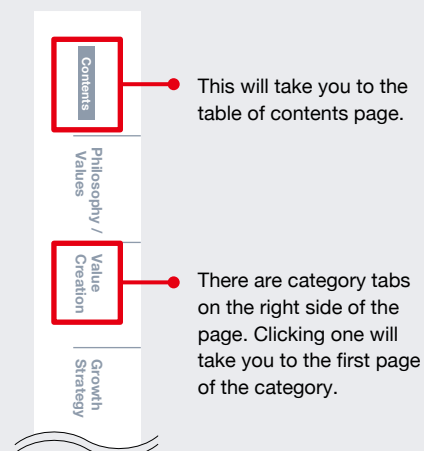 Contents
This will take you to the
table of contents page.
Philosophy /
Values
Value
Creation
There are category tabs
on the right side of the
page. Clicking one will
take you to the first page
of the category.
Growth
Strategy